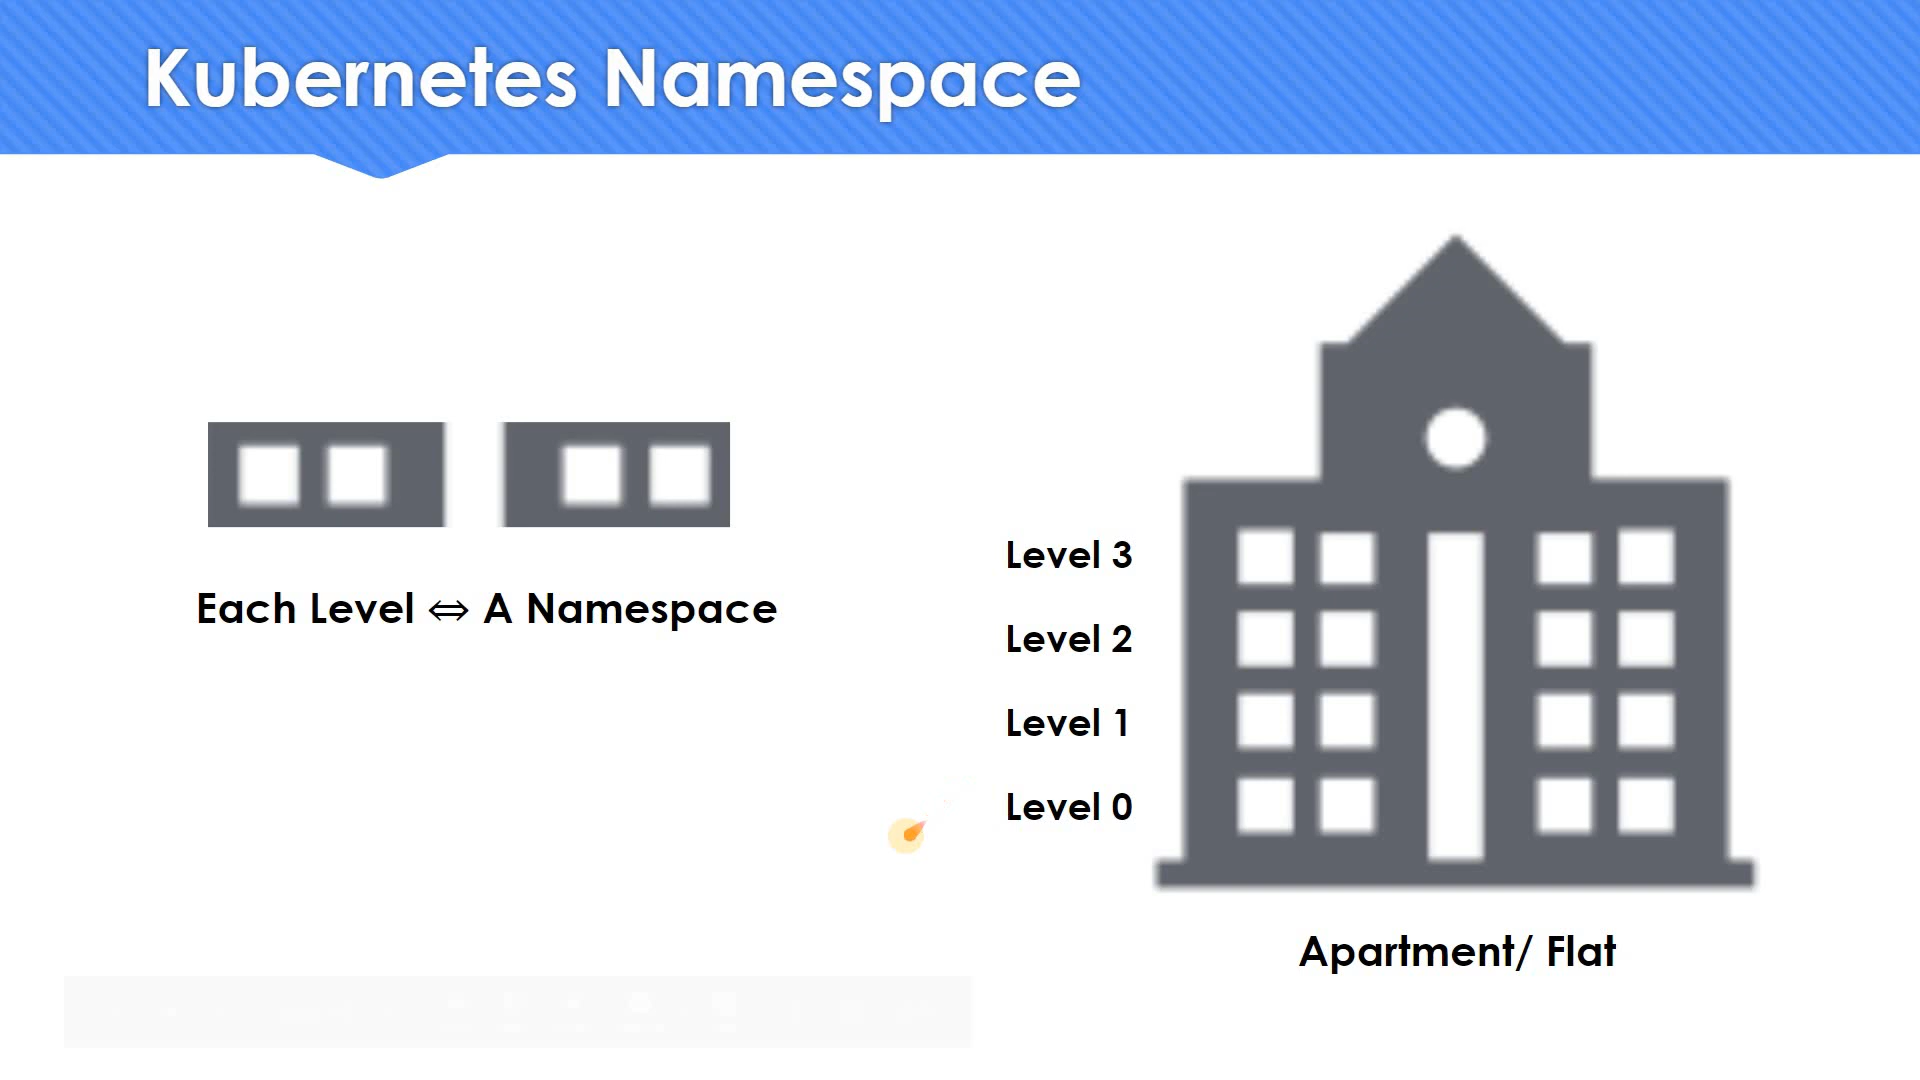 Kubernetes Namespace
Each Level ⇔ A Namespace
Level 3
Level 2
Level 1
Level 0
Apartment/ Flat